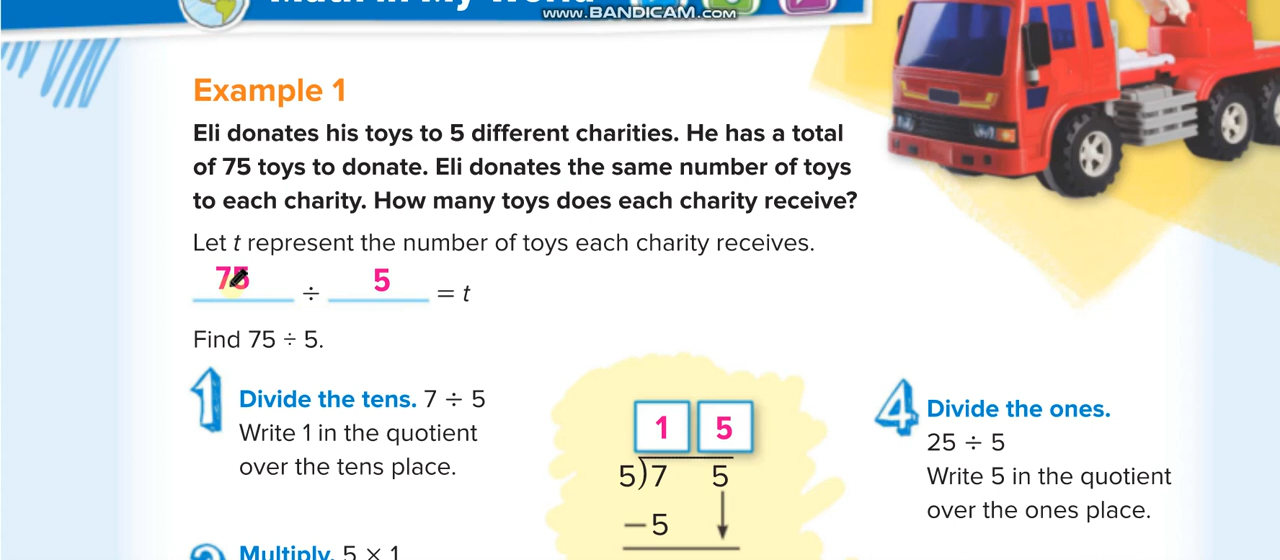 Math in My World
www.BANDICAM.com
Example 1
Eli donates his toys to 5 different charities. He has a total
of 75 toys to donate. Eli donates the same number of toys
to each charity. How many toys does each charity receive?
Let t represent the number of toys each charity receives.
75 ÷ 5 = t
Find 75 ÷ 5.
1 Divide the tens. 7 ÷ 5
Write 1 in the quotient
over the tens place.
Multiply. 5 × 1
1 5
5)7 5
−5
4 Divide the ones.
25 ÷ 5
Write 5 in the quotient
over the ones place.